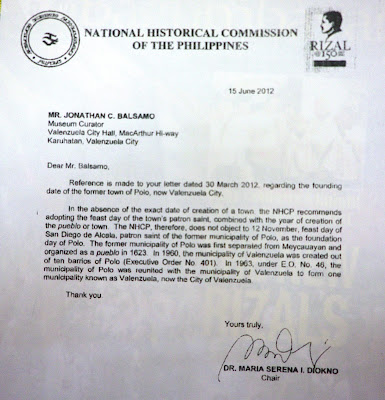 NATIONAL HISTORICAL COMMISSION
OF THE PHILIPPINES
RIZAL
150
15 June 2012
MR. JONATHAN C. BALSAMO
Museum Curator
Valenzuela City Hall, MacArthur Hi-way
Karuhatan, Valenzuela City
Dear Mr. Balsamo,
Reference is made to your letter dated 30 March 2012, regarding the founding
date of the former town of Polo, now Valenzuela City.
In the absence of the exact date of creation of a town, the NHCP recommends
adopting the feast day of the town's patron saint, combined with the year of creation of
the pueblo or town. The NHCP, therefore, does not object to 12 November, feast day of
San Diego de Alcala, patron saint of the former municipality of Polo, as the foundation
day of Polo. The former municipality of Polo was first separated from Meycauayan and
organized as a pueblo in 1623. In 1960, the municipality of Valenzuela was created out
of ten barrios of Polo (Executive Order No. 401). In 1963, under E.O. No. 46, the
municipality of Polo was reunited with the municipality of Valenzuela to form one
municipality known as Valenzuela, now the City of Valenzuela.
Thank you.
Yours truly,
DR. MARIA SERENA I. DIOKNO
Chair